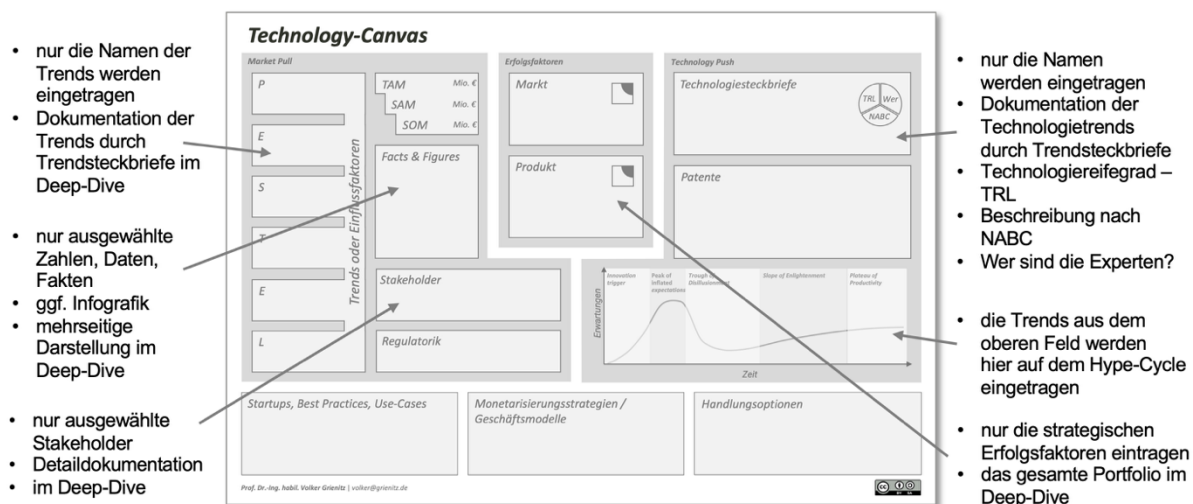 • nur die Namen der
Trends werden
eingetragen
• Dokumentation der
Trends durch
Trendsteckbriefe im
Deep-Dive
• nur ausgewählte
Zahlen, Daten,
Fakten
• ggf. Infografik
• mehrseitige
Darstellung im
Deep-Dive
• nur ausgewählte
Stakeholder
• Detaildokumentation
• im Deep-Dive
Technology-Canvas
Market Pull
P
E
S
T
E
L
Trends oder Einflussfaktoren
TAM Mio. €
SAM Mio. €
SOM Mio. €
Facts & Figures
Stakeholder
Regulatorik
Erfolgsfaktoren
Markt
Produkt
Technology Push
Technologiesteckbriefe
TRL Wer
NABC
Patente
Erwartungen
Innovation
trigger
Peak of
inflated
expectations
Trough of
Disillusionment
Slope of Enlightenment
Plateau of
Productivity
Zeit
Startups, Best Practices, Use-Cases
Monetarisierungsstrategien /
Geschäftsmodelle
Handlungsoptionen
Prof. Dr.-Ing. habil. Volker Grienitz | volker@grienitz.de
cc
BY SA
• nur die Namen
werden eingetragen
• Dokumentation der
Technologietrends
durch Trendsteckbriefe
• Technologiereifegrad –
TRL
• Beschreibung nach
NABC
• Wer sind die Experten?
• die Trends aus dem
oberen Feld werden
hier auf dem Hype-Cycle
eingetragen
• nur die strategischen
Erfolgsfaktoren eintragen
• das gesamte Portfolio im
Deep-Dive